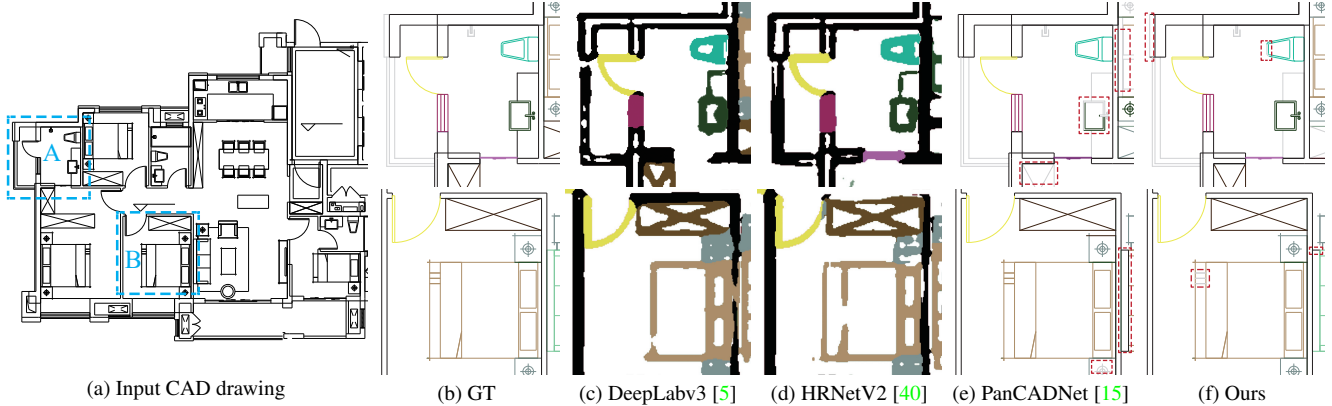 A
B
(a) Input CAD drawing
(b) GT
(c) DeepLabv3 [5]
(d) HRNetV2 [40]
(e) PanCADNet [15]
(f) Ours